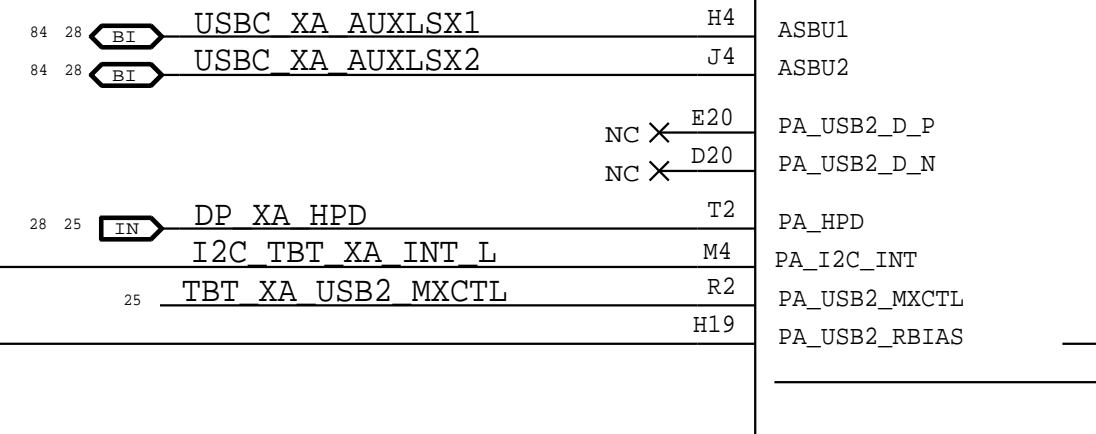 84 28 BI USBC_XA_AUXLSX1 H4 ASBU1
84 28 BI USBC_XA_AUXLSX2 J4 ASBU2
NC E20 PA_USB2_D_P
NC D20 PA_USB2_D_N
28 25 IN DP_XA_HPD T2 PA_HPD
I2C_TBT_XA_INT_L M4 PA_I2C_INT
25 TBT_XA_USB2_MXCTL R2 PA_USB2_MXCTL
H19 PA_USB2_RBIAS